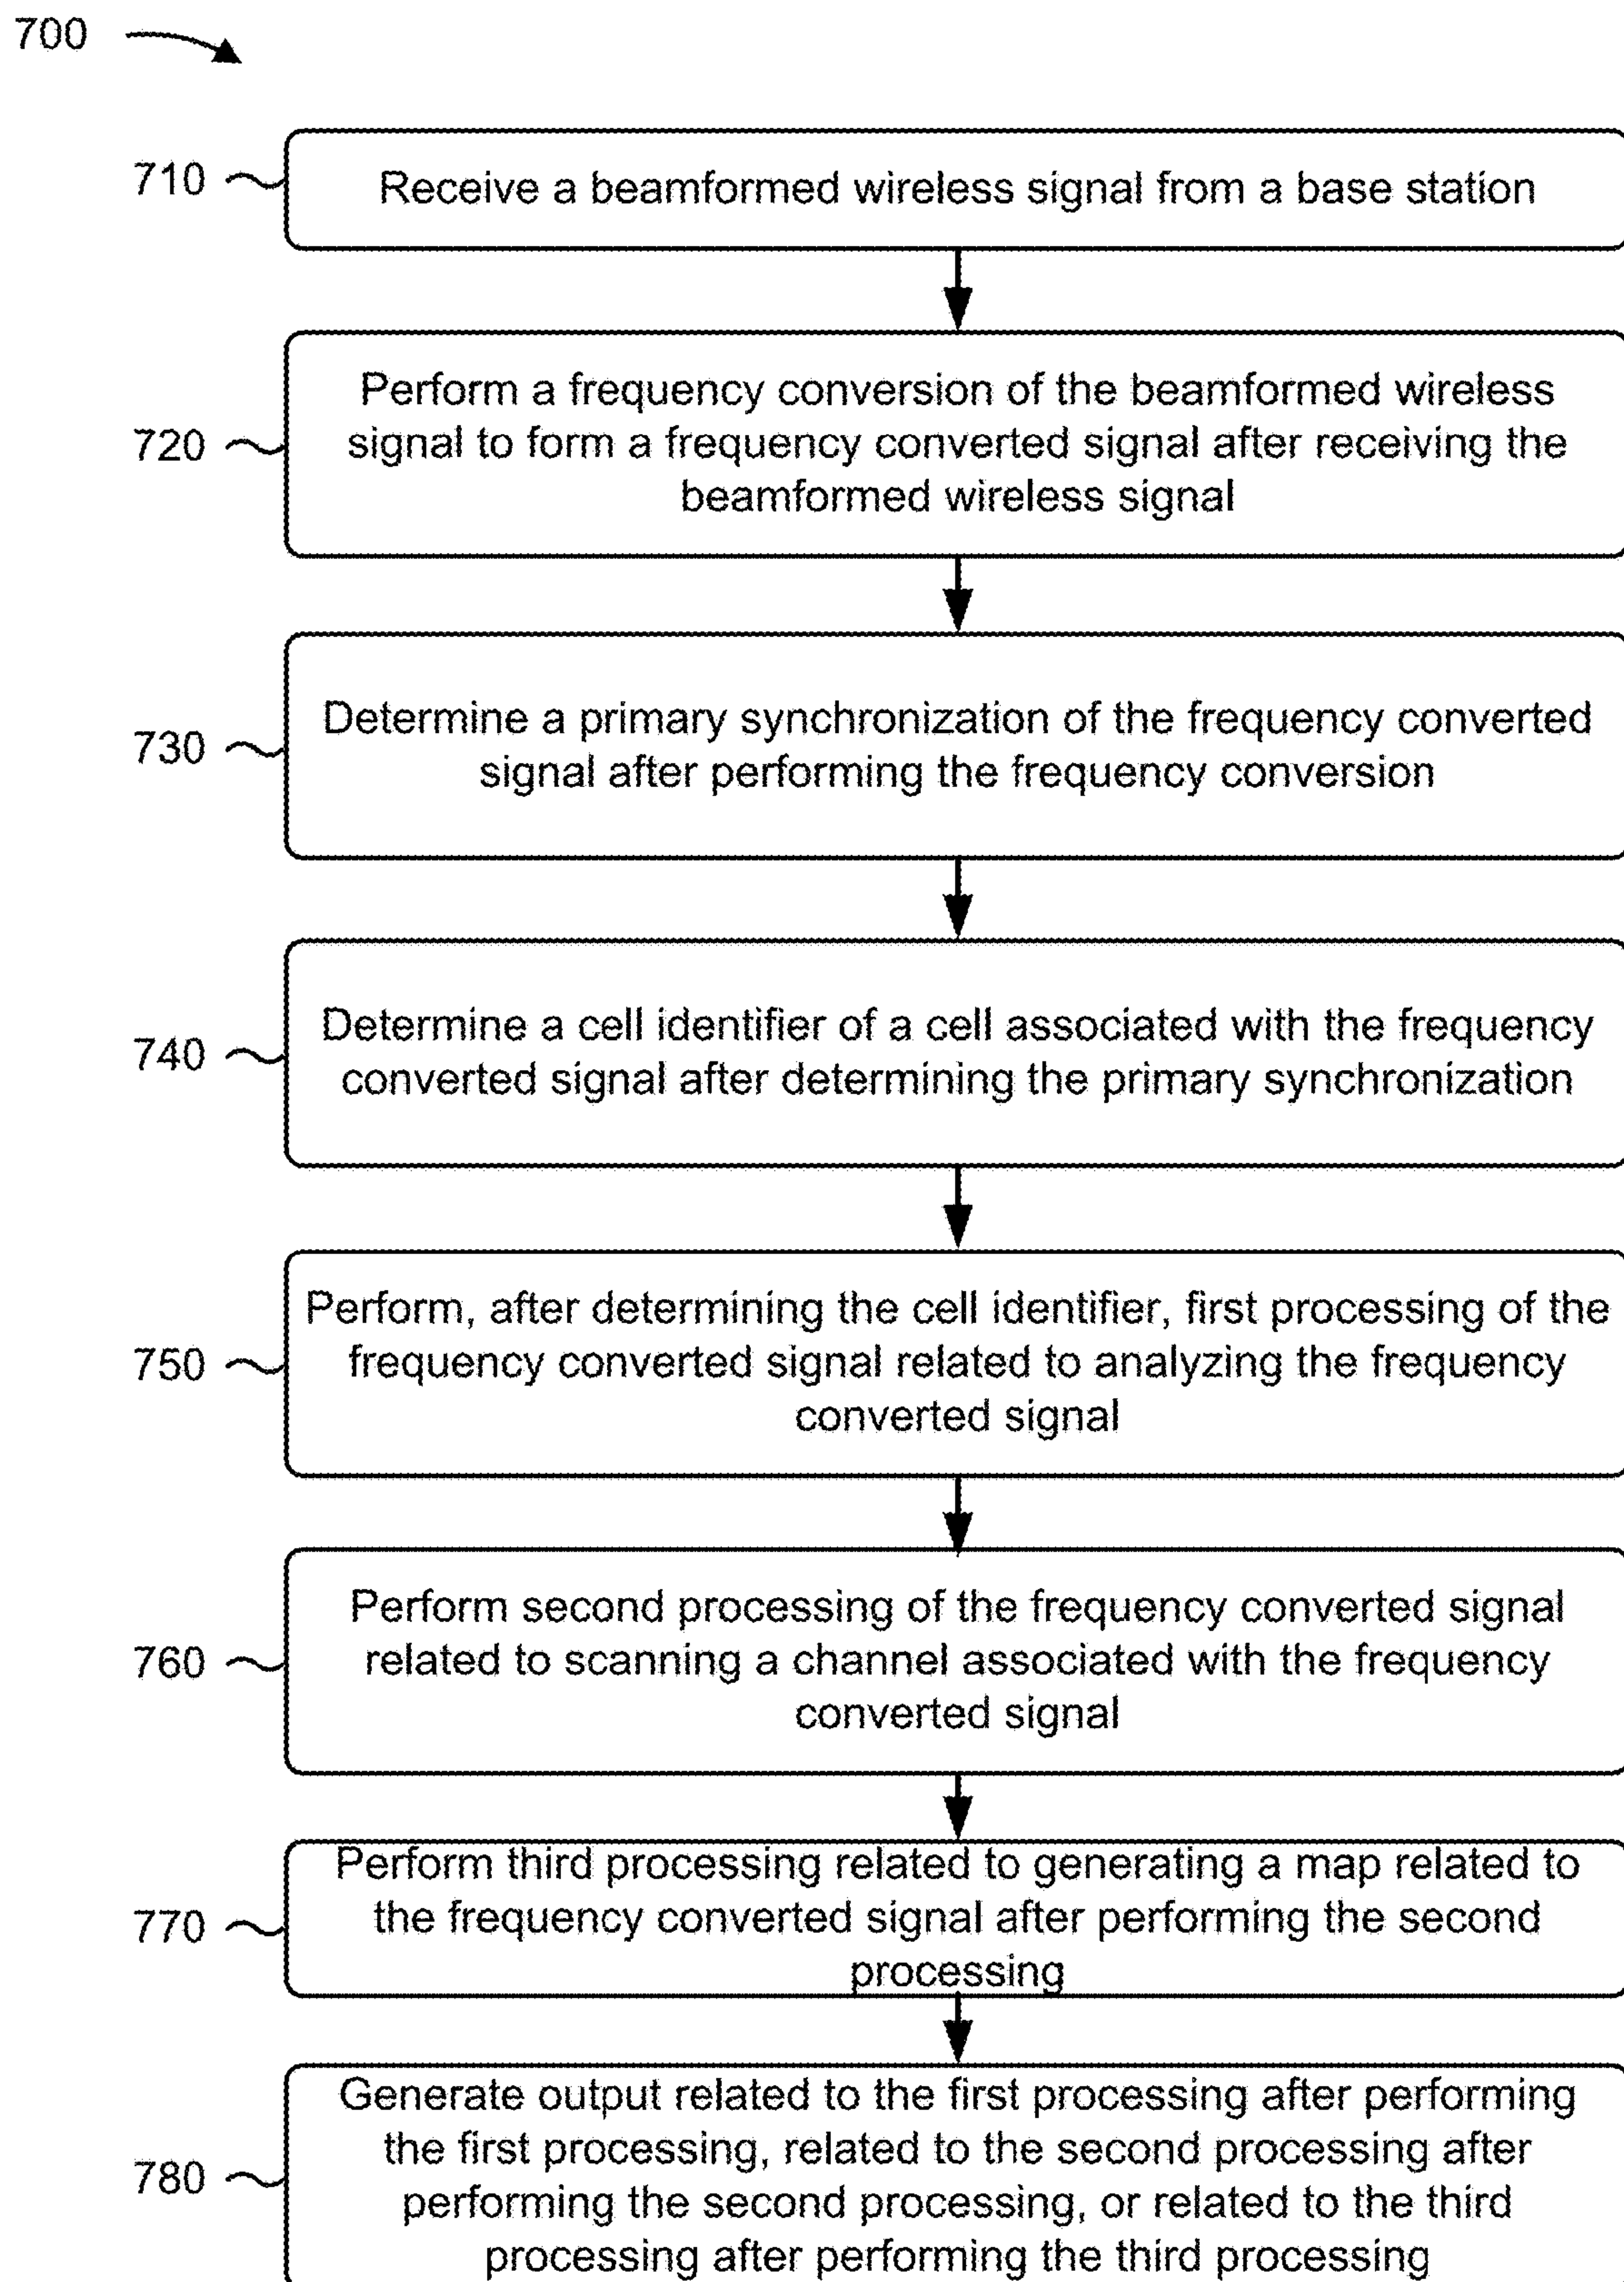 700
710
Receive a beamformed wireless signal from a base station
720
Perform a frequency conversion of the beamformed wireless
signal to form a frequency converted signal after receiving the
beamformed wireless signal
730
Determine a primary synchronization of the frequency converted
signal after performing the frequency conversion
740
Determine a cell identifier of a cell associated with the frequency
converted signal after determining the primary synchronization
750
Perform, after determining the cell identifier, first processing of the
frequency converted signal related to analyzing the frequency
converted signal
760
Perform second processing of the frequency converted signal
related to scanning a channel associated with the frequency
converted signal
770
Perform third processing related to generating a map related to
the frequency converted signal after performing the second
processing
780
Generate output related to the first processing after performing
the first processing, related to the second processing after
performing the second processing, or related to the third
processing after performing the third processing